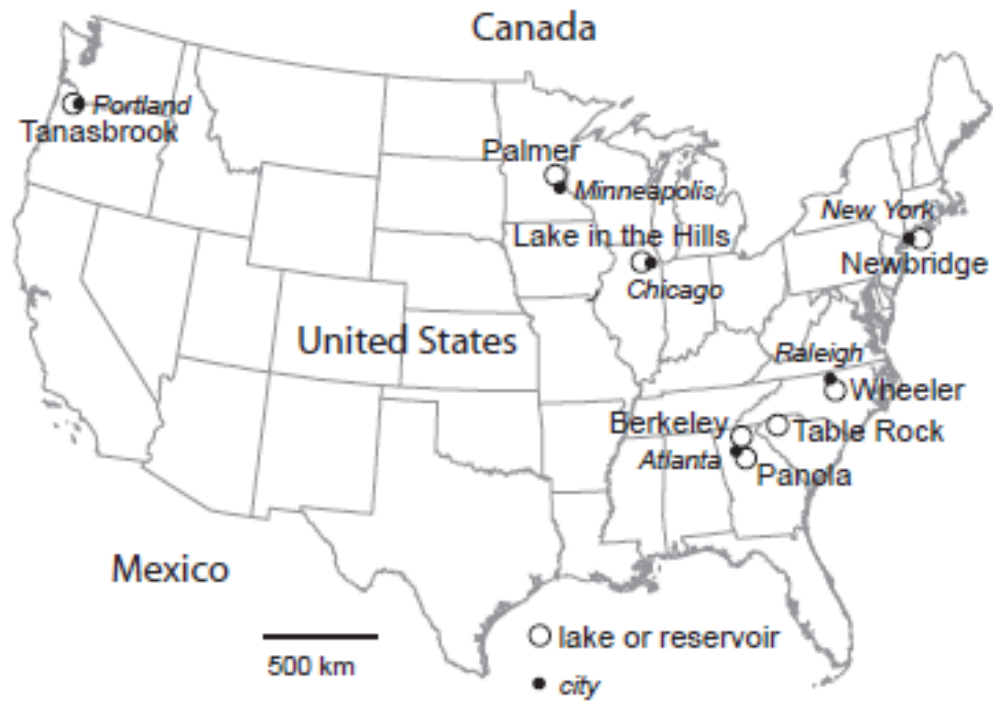 Canada
Portland
Tanasbrook
Palmer
Minneapolis
New York
Lake in the Hills
Newbridge
Chicago
United States
Raleigh
Wheeler
Berkeley
Table Rock
Atlanta
Panola
Mexico
lake or reservoir
500 km
city